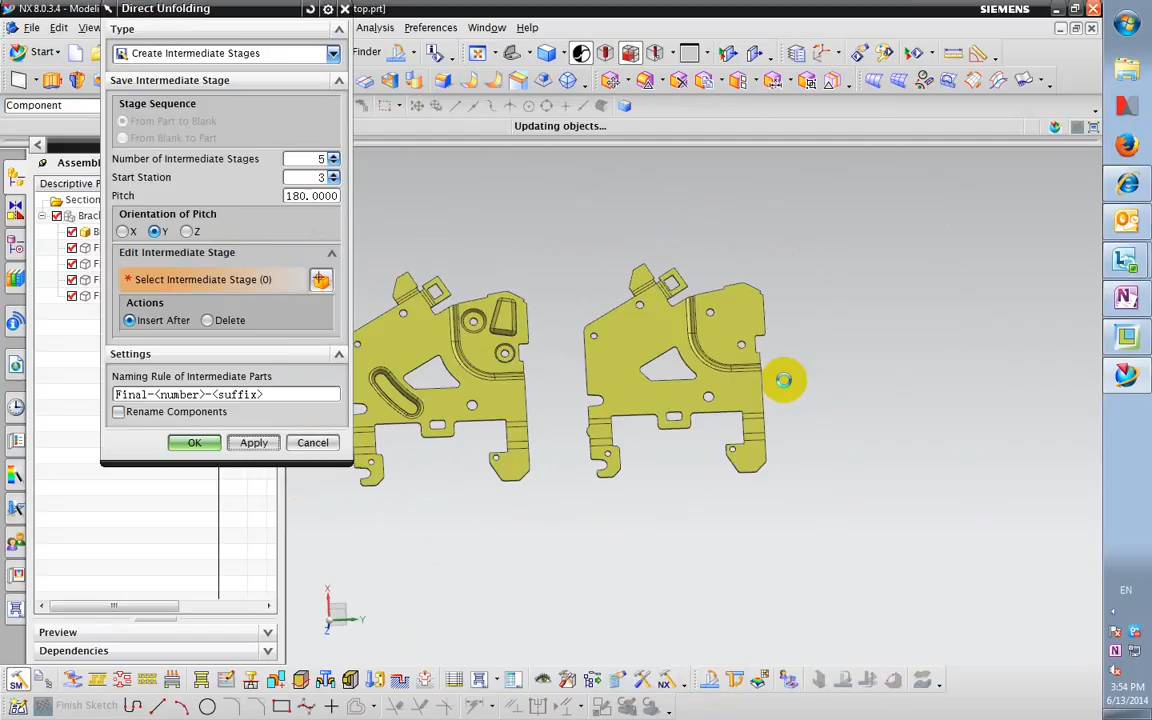 NX 8.0.3.4 - Modeli
Direct Unfolding
top.prt]
SIEMENS
File
Edit
View
Analysis
Preferences
Window
Help
Type
Start
Create Intermediate Stages
Finder
Save Intermediate Stage
Component
Stage Sequence
From Part to Blank
From Blank to Part
Updating objects...
Number of Intermediate Stages
5
Start Station
3
Pitch
180.0000
Orientation of Pitch
X
Y
Z
Edit Intermediate Stage
* Select Intermediate Stage (0)
Actions
Insert After
Delete
Settings
Naming Rule of Intermediate Parts
Final-<number>-<suffix>
Rename Components
OK
Apply
Cancel
Assemb
Descriptive P
Section
Brac
B
F
F
F
F
X
Y
Z
Preview
Dependencies
EN
SM
NX
Finish Sketch
3:54 PM
6/13/2014